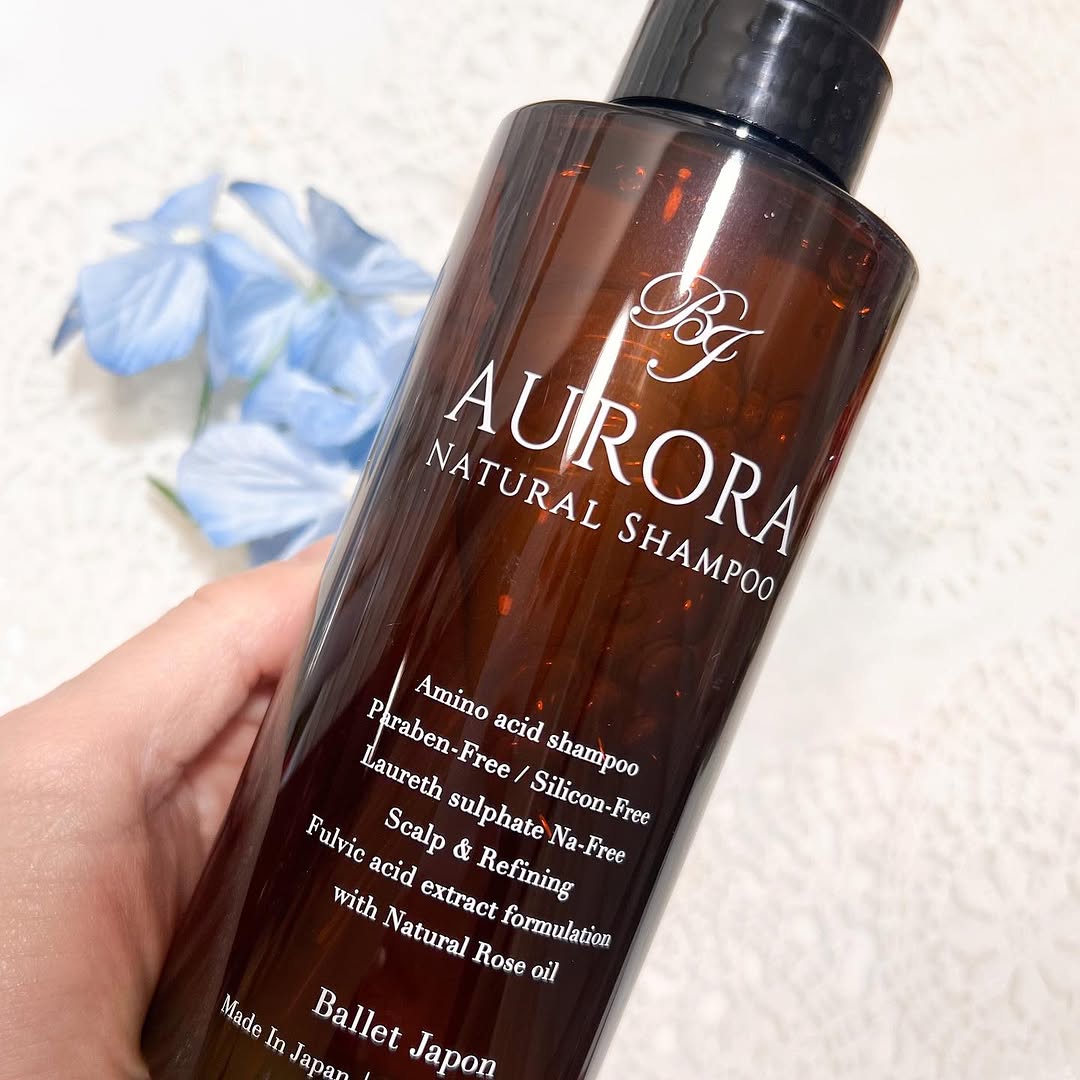 BJ
AURORA
NATURAL SHAMPOO
Amino acid shampoo
Paraben-Free / Silicon-Free
Laureth sulphate Na-Free
Scalp & Refining
Fulvic acid extract formulation
with Natural Rose oil
Ballet Japon
Made In Japan